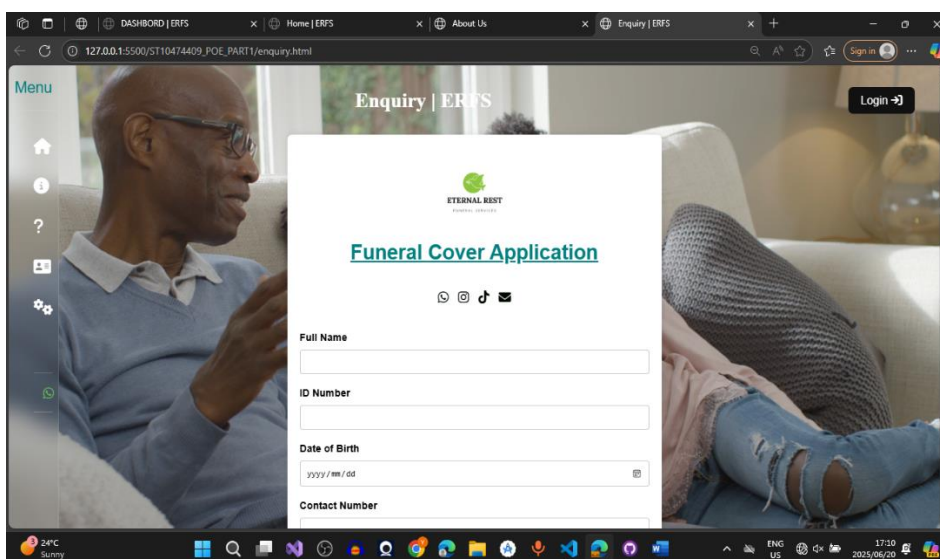 DASHBORD | ERFS
Home | ERFS
About Us
Enquiry | ERFS
127.0.0.1:5500/ST10474409_POE_PART1/enquiry.html
Sign in
Menu
Enquiry | ERFS
Login
ETERNAL REST
FUNERAL SERVICES
Funeral Cover Application
Full Name
ID Number
Date of Birth
yyyy/mm/dd
Contact Number
3
24°C
Sunny
ENG
US
17:10
2025/06/20